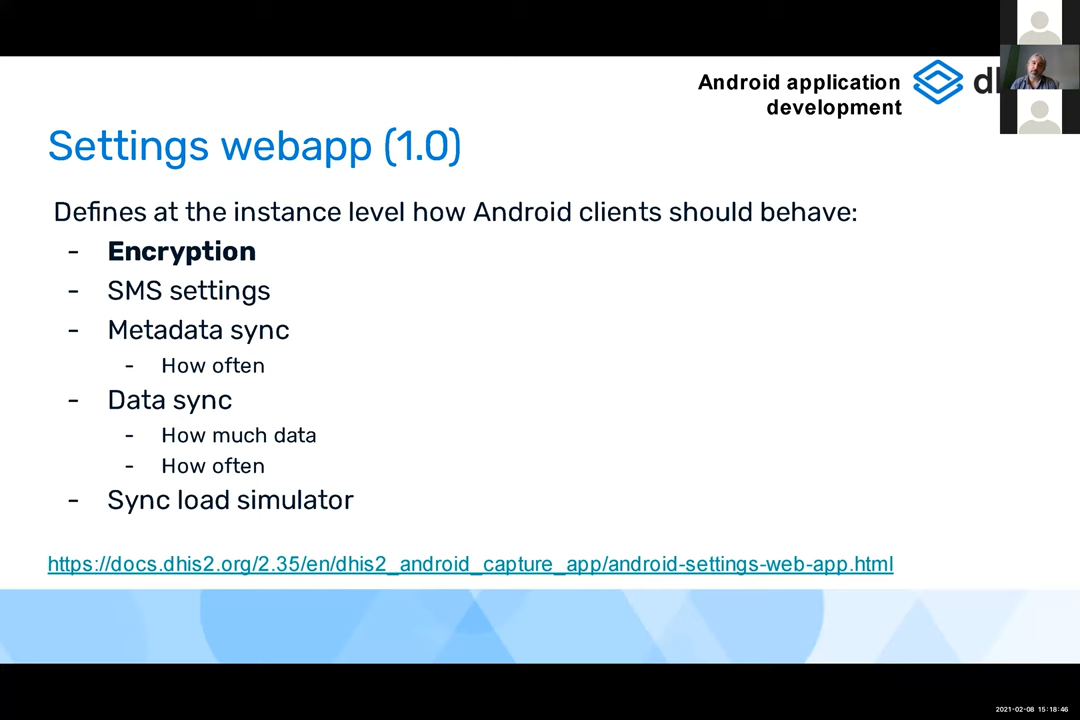 Android application
development
dh
Settings webapp (1.0)
Defines at the instance level how Android clients should behave:
- Encryption
- SMS settings
- Metadata sync
- How often
- Data sync
- How much data
- How often
- Sync load simulator
https://docs.dhis2.org/2.35/en/dhis2_android_capture_app/android-settings-web-app.html
2021-02-08 15:18:46